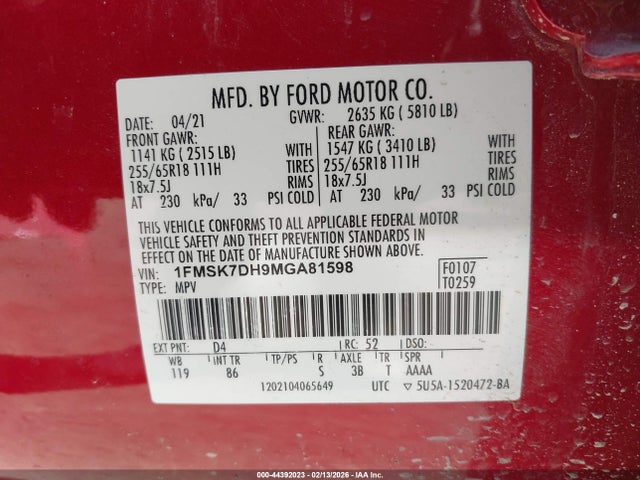 MFD. BY FORD MOTOR CO.
DATE: 04/21 GVWR: 2635 KG ( 5810 LB)
FRONT GAWR: REAR GAWR:
1141 KG ( 2515 LB) WITH 1547 KG ( 3410 LB) WITH
255/65R18 111H TIRES 255/65R18 111H TIRES
18x7.5J RIMS 18x7.5J RIMS
AT 230 kPa/ 33 PSI COLD AT 230 kPa/ 33 PSI COLD
THIS VEHICLE CONFORMS TO ALL APPLICABLE FEDERAL MOTOR
VEHICLE SAFETY AND THEFT PREVENTION STANDARDS IN
EFFECT ON THE DATE OF MANUFACTURE SHOWN ABOVE.
VIN: 1FMSK7DH9MGA81598 F0107
TYPE: MPV T0259
EXT PNT: D4 RC: 52 DSO:
WB INT TR TP/PS R AXLE TR SPR
119 86 S 3B T AAAA
1202104065649 UTC ▽5U5A-1520472-BA
000-44392023 - 02/13/2026 - IAAI.COM